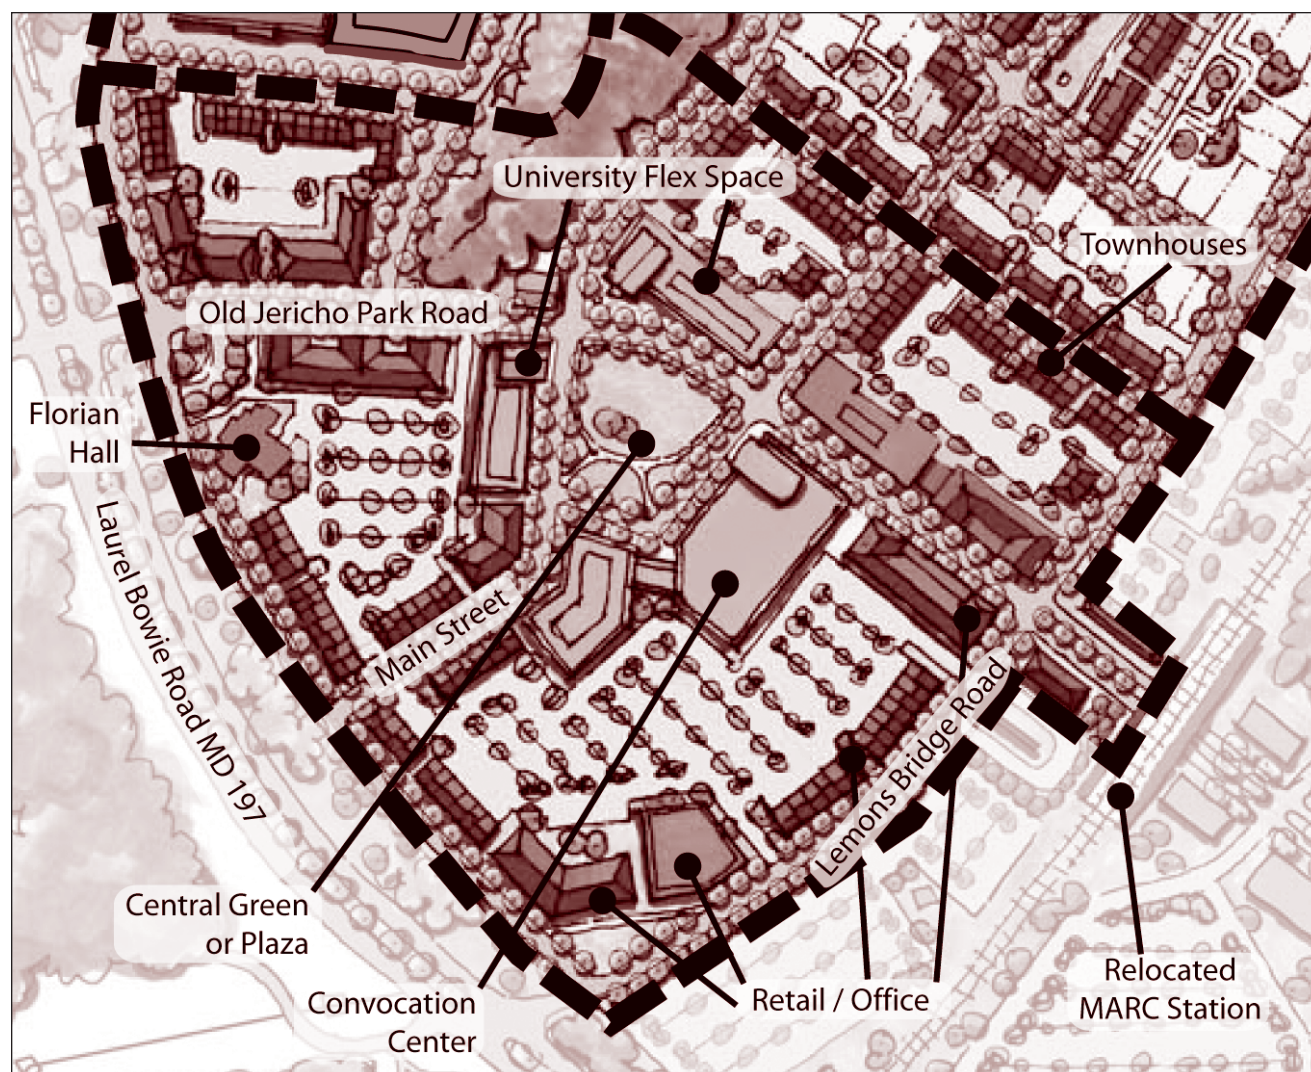 University Flex Space
Townhouses
Old Jericho Park Road
Florian
Hall
Laurel Bowie Road MD 197
Main Street
Lemons Bridge Road
Central Green
or Plaza
Convocation
Center
Retail / Office
Relocated
MARC Station